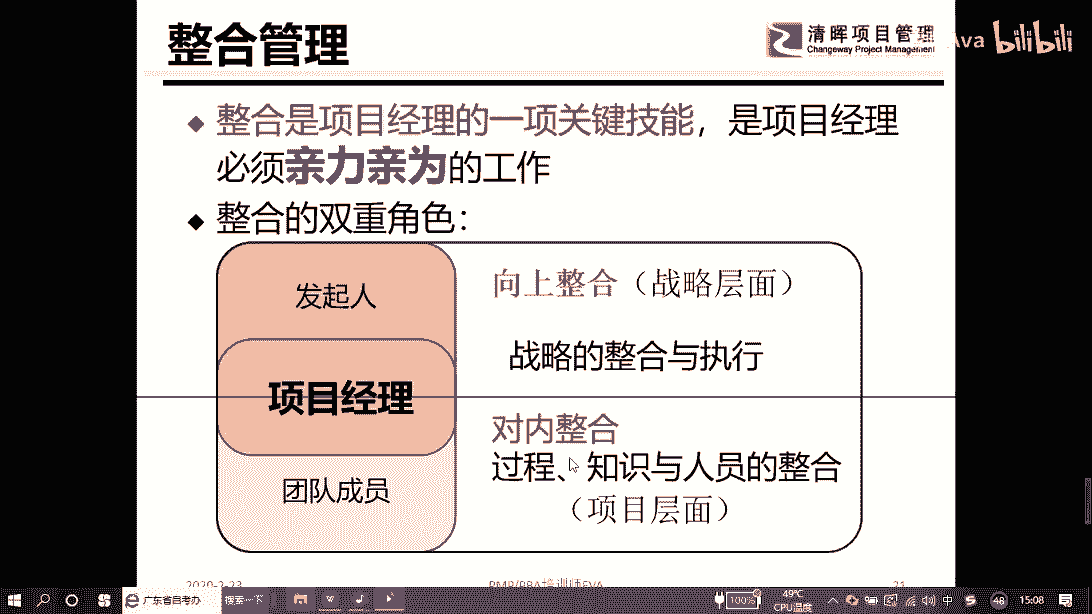 整合管理
清晖项目管理
Changeway Project Management
Ava bilibili
整合是项目经理的一项关键技能，是项目经理
必须亲力亲为的工作
整合的双重角色：
发起人
向上整合（战略层面）
战略的整合与执行
项目经理
对内整合
过程、知识与人员的整合
团队成员
（项目层面）
2020-2-23
PMP/PBA培训师EVA
21
广东省自考办
搜索一下
100%
49℃
CPU温度
中
48
15:08